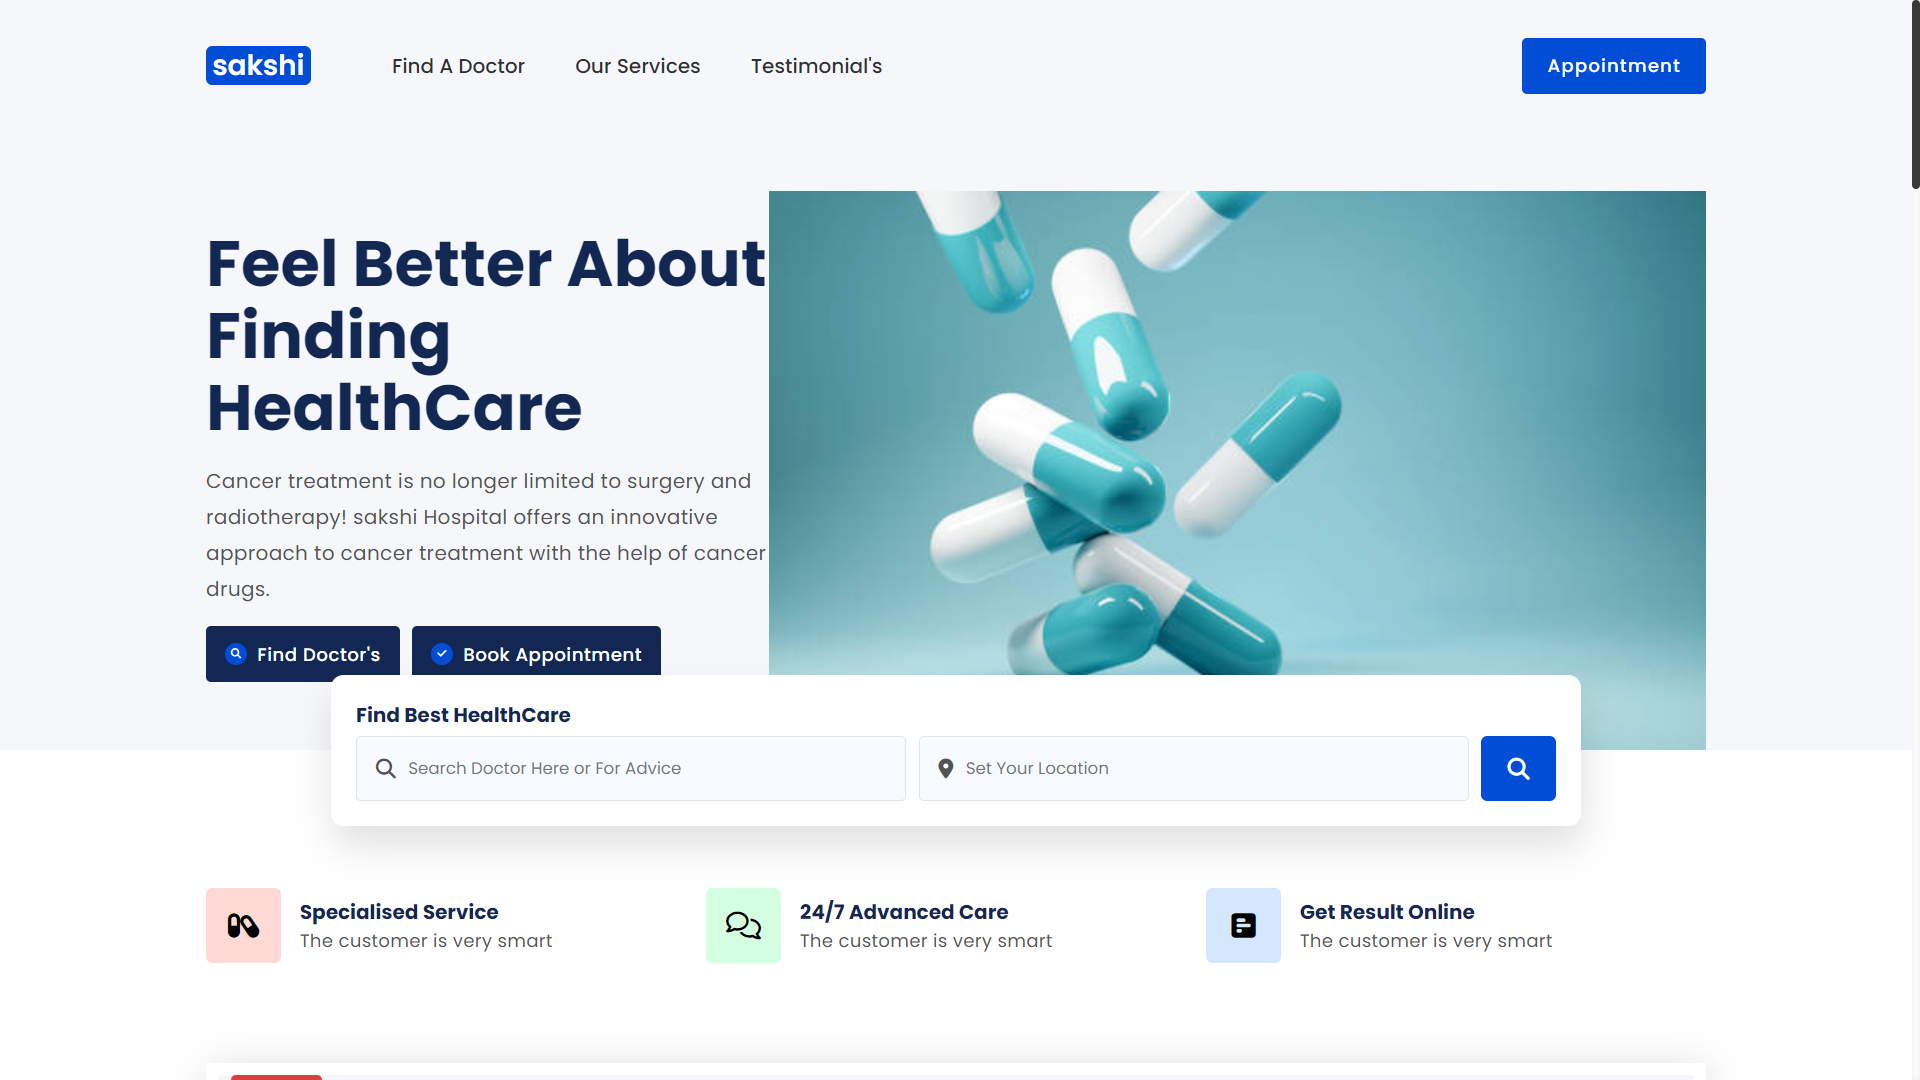 sakshi
Find A Doctor
Our Services
Testimonial's
Appointment
Feel Better About
Finding
HealthCare
Cancer treatment is no longer limited to surgery and
radiotherapy! sakshi Hospital offers an innovative
approach to cancer treatment with the help of cancer
drugs.
Find Doctor's
Book Appointment
Find Best HealthCare
Search Doctor Here or For Advice
Set Your Location
Specialised Service
The customer is very smart
24/7 Advanced Care
The customer is very smart
Get Result Online
The customer is very smart